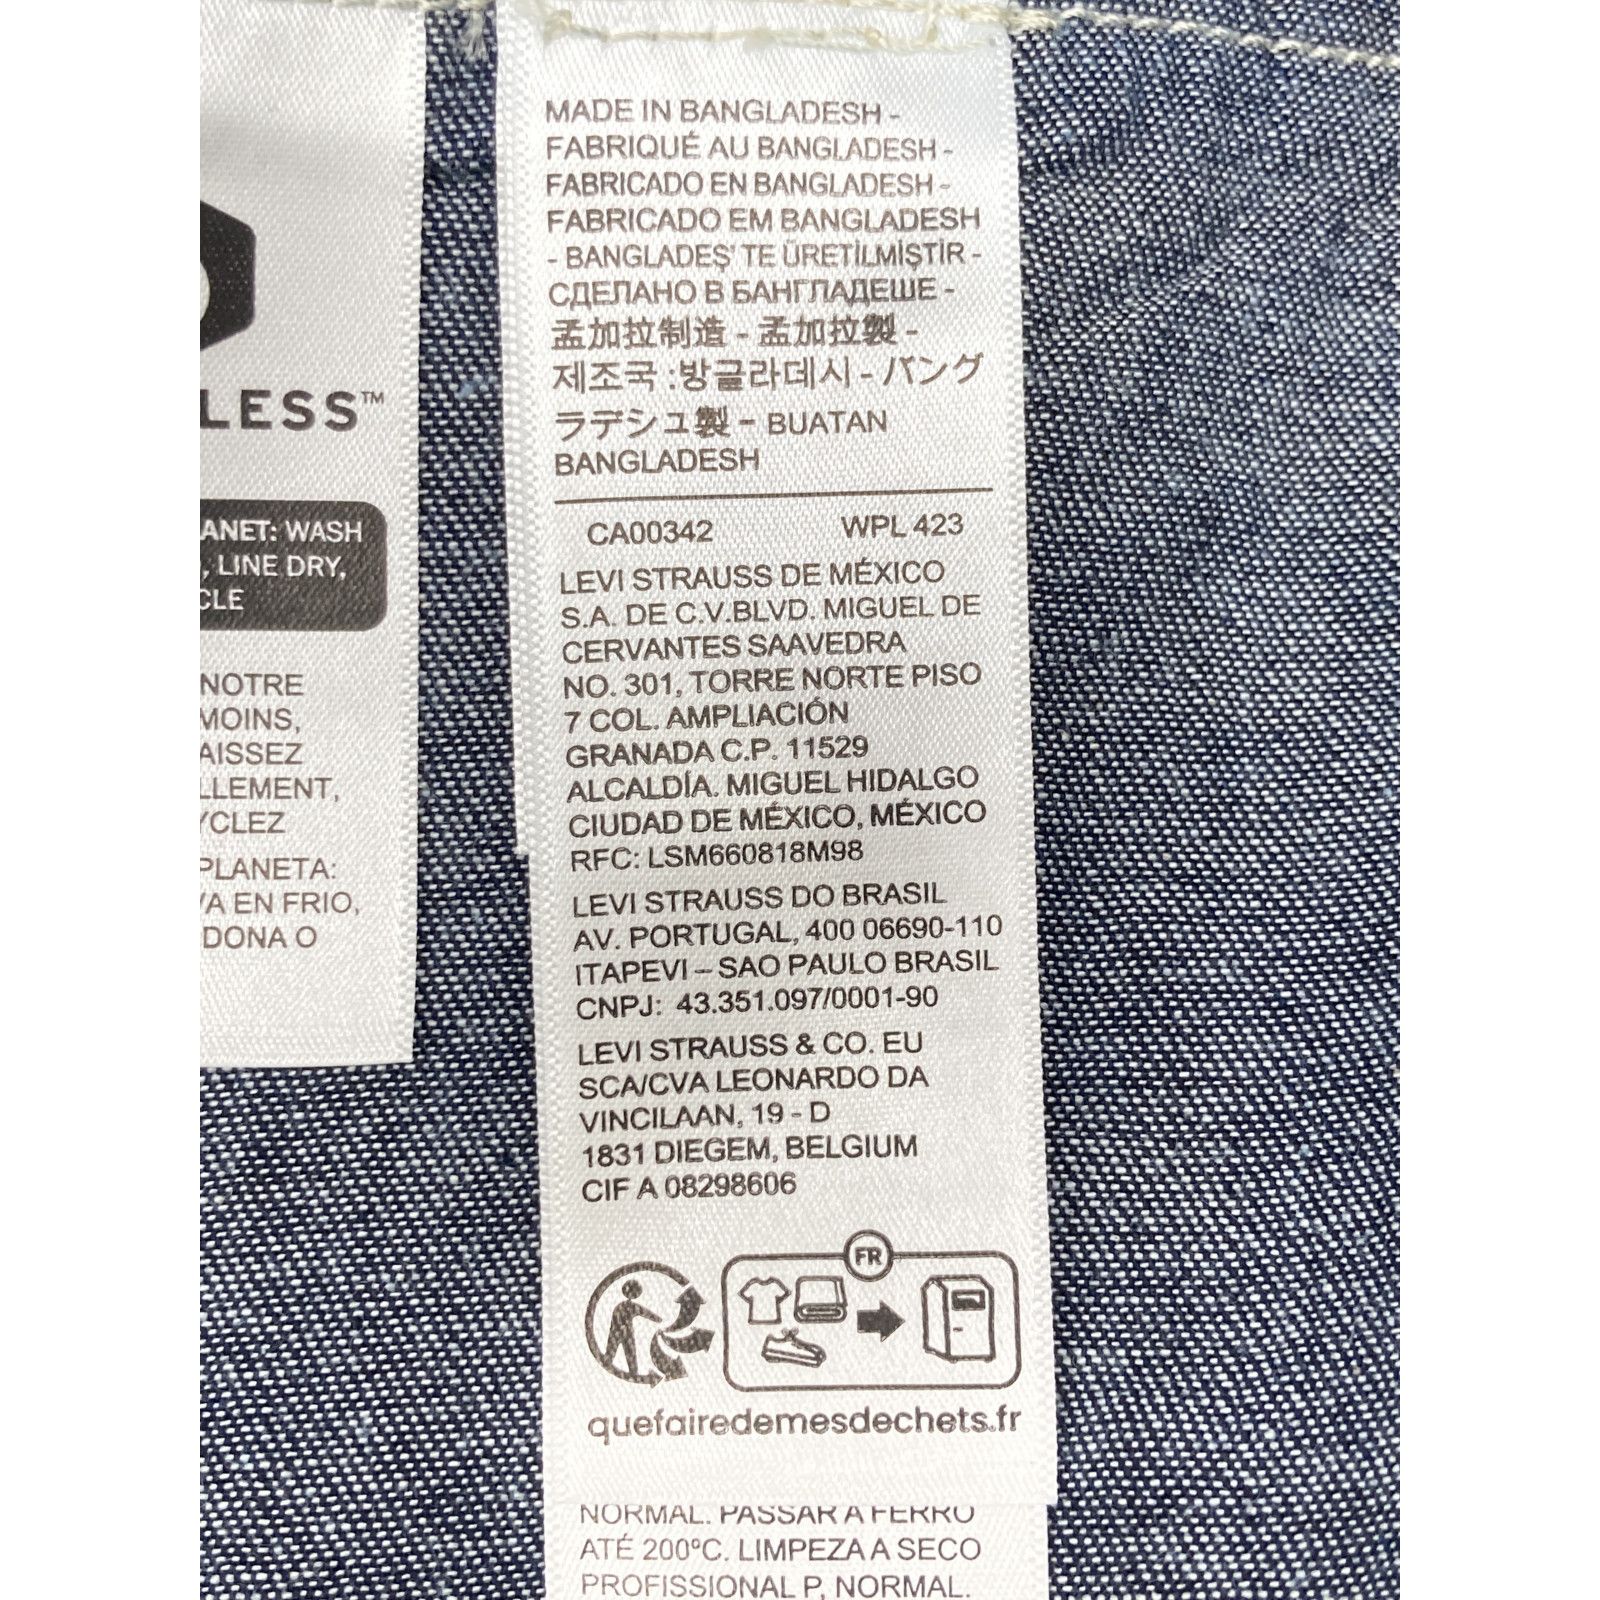 LESS™
ANET: WASH
, LINE DRY,
CLE
NOTRE
MOINS,
AISSEZ
LLEMENT,
YCLEZ
PLANETA:
VA EN FRIO,
DONA O
MADE IN BANGLADESH -
FABRIQUÉ AU BANGLADESH -
FABRICADO EN BANGLADESH -
FABRICADO EM BANGLADESH
- BANGLADEŞ' TE ÜRETİLMİŞTİR -
СДЕЛАНО В БАНГЛАДЕШЕ -
孟加拉制造 - 孟加拉製 -
제조국 :방글라데시 - バング
ラデシュ製 - BUATAN
BANGLADESH
CA00342 WPL 423
LEVI STRAUSS DE MÉXICO
S.A. DE C.V.BLVD. MIGUEL DE
CERVANTES SAAVEDRA
NO. 301, TORRE NORTE PISO
7 COL. AMPLIACIÓN
GRANADA C.P. 11529
ALCALDÍA. MIGUEL HIDALGO
CIUDAD DE MÉXICO, MÉXICO
RFC: LSM660818M98
LEVI STRAUSS DO BRASIL
AV. PORTUGAL, 400 06690-110
ITAPEVI – SAO PAULO BRASIL
CNPJ: 43.351.097/0001-90
LEVI STRAUSS & CO. EU
SCA/CVA LEONARDO DA
VINCILAAN, 19 - D
1831 DIEGEM, BELGIUM
CIF A 08298606
FR
quefairedemesdechets.fr
NORMAL. PASSAR A FERRO
ATÉ 200°C. LIMPEZA A SECO
PROFISSIONAL P, NORMAL.